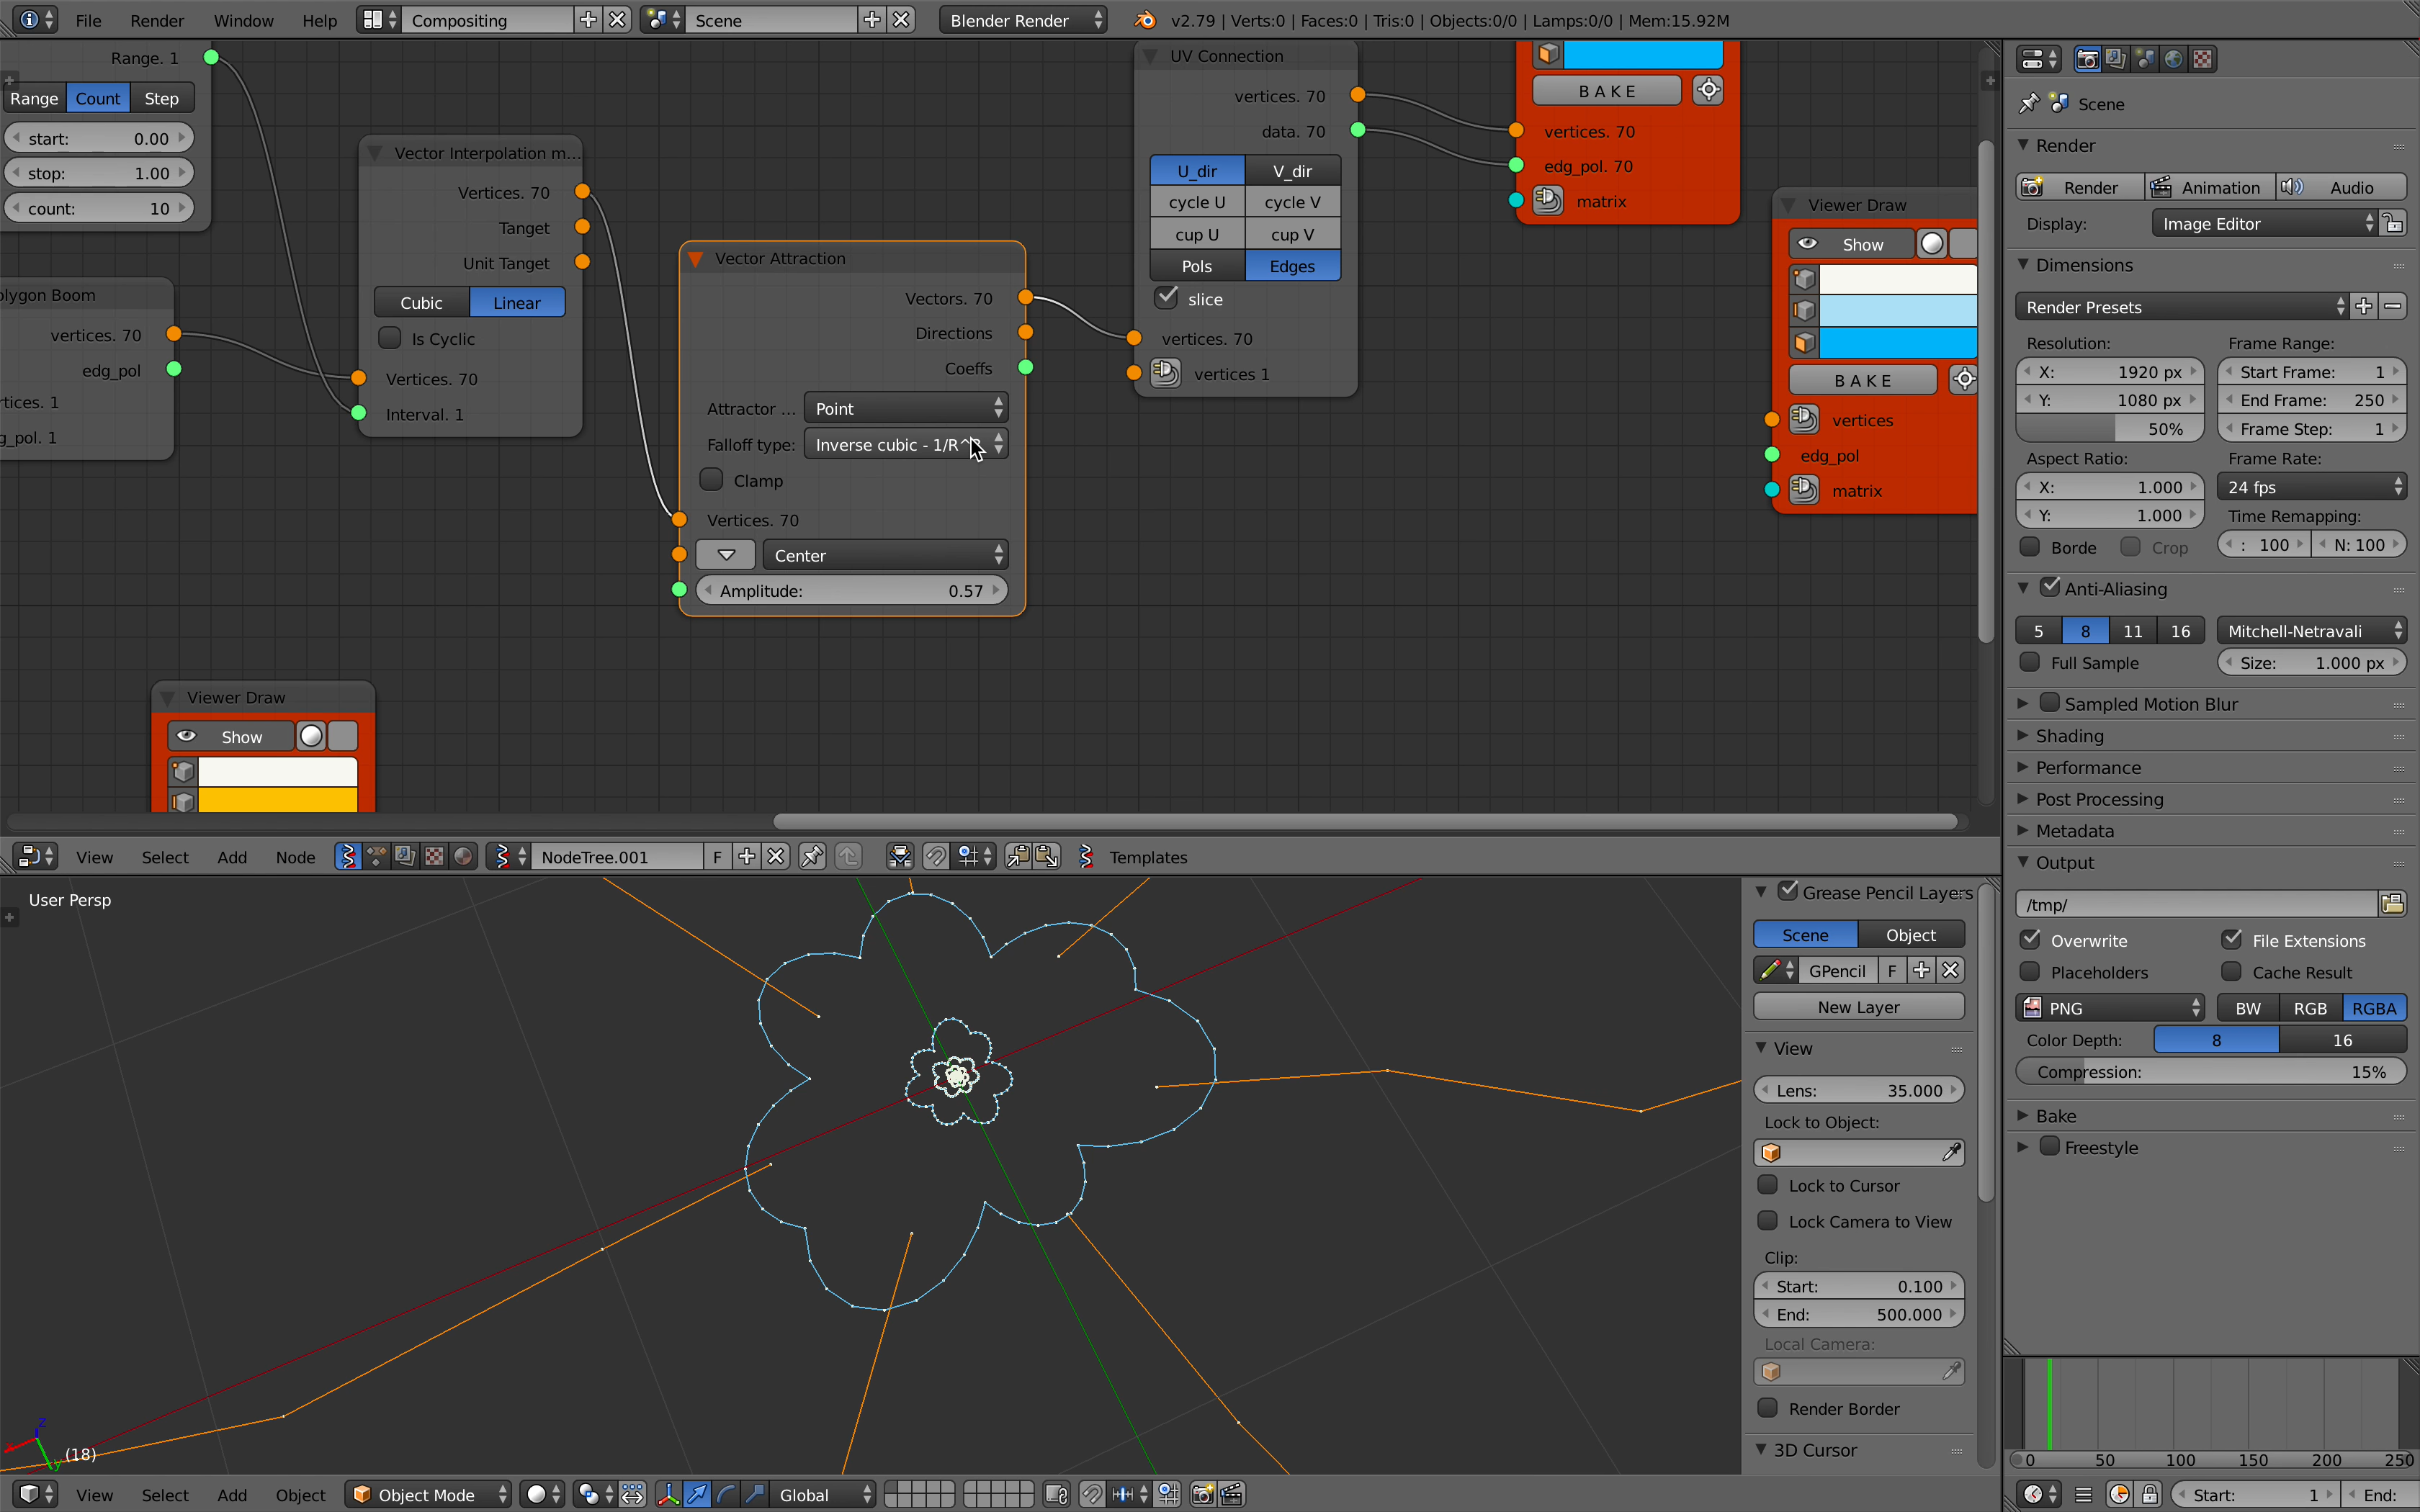 File Render Window Help Compositing Scene Blender Render v2.79 | Verts:0 | Faces:0 | Tris:0 | Objects:0/0 | Lamps:0/0 | Mem:15.92M
Range. 1
Range Count Step
start: 0.00
stop: 1.00
count: 10
olygon Boom
vertices. 70
edg_pol
rtices. 1
g_pol. 1
Vector Interpolation m...
Vertices. 70
Tanget
Unit Tanget
Cubic Linear
Is Cyclic
Vertices. 70
Interval. 1
Vector Attraction
Vectors. 70
Directions
Coeffs
Attractor ... Point
Falloff type: Inverse cubic - 1/R^
Clamp
Vertices. 70
Center
Amplitude: 0.57
UV Connection
vertices. 70
data. 70
U_dir V_dir
cycle U cycle V
cup U cup V
Pols Edges
slice
vertices. 70
vertices 1
B A K E
vertices. 70
edg_pol. 70
matrix
Viewer Draw
Show
B A K E
vertices
edg_pol
matrix
Viewer Draw
Show
View Select Add Node NodeTree.001 F Templates
User Persp
(18)
z
y
Grease Pencil Layers
Scene Object
GPencil F
New Layer
View
Lens: 35.000
Lock to Object:
Lock to Cursor
Lock Camera to View
Clip:
Start: 0.100
End: 500.000
Local Camera:
Render Border
3D Cursor
View Select Add Object Object Mode Global
Scene
Render
Render Animation Audio
Display: Image Editor
Dimensions
Render Presets
Resolution: Frame Range:
X: 1920 px Start Frame: 1
Y: 1080 px End Frame: 250
50% Frame Step: 1
Aspect Ratio: Frame Rate:
X: 1.000 24 fps
Y: 1.000 Time Remapping:
Borde Crop : 100 N: 100
Anti-Aliasing
5 8 11 16 Mitchell-Netravali
Full Sample Size: 1.000 px
Sampled Motion Blur
Shading
Performance
Post Processing
Metadata
Output
/tmp/
Overwrite File Extensions
Placeholders Cache Result
PNG BW RGB RGBA
Color Depth: 8 16
Compression: 15%
Bake
Freestyle
0 50 100 150 200 250
Start: 1 End: